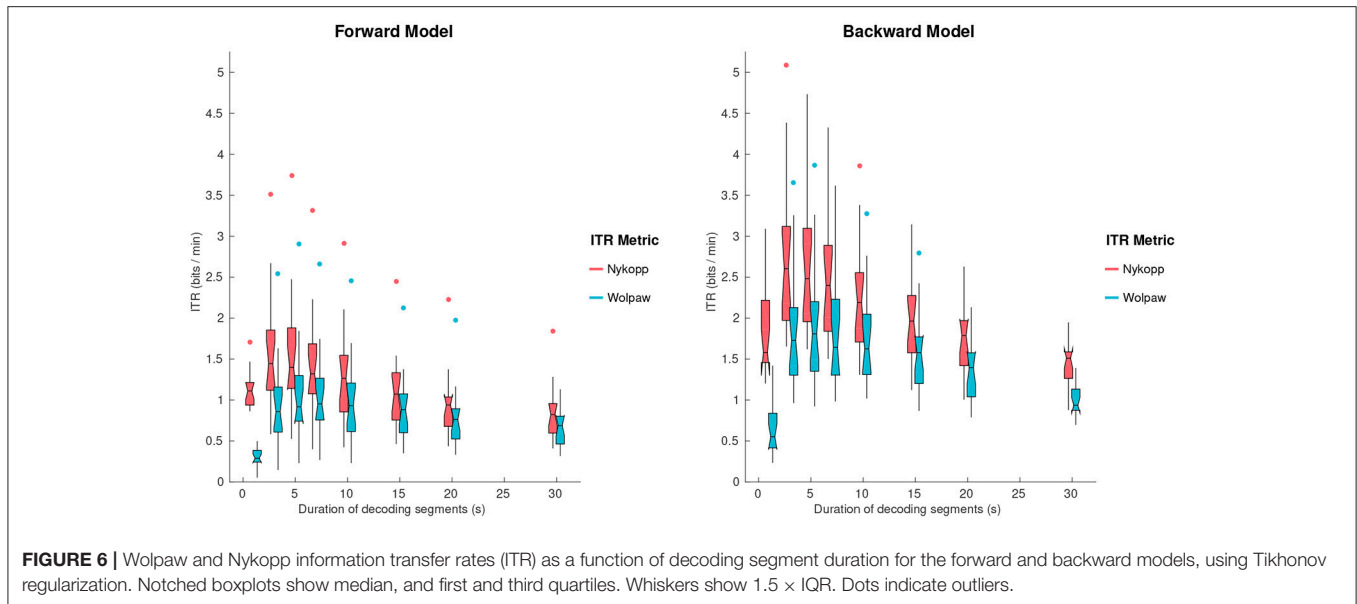 Forward Model
5
4.5
4
3.5
3
2.5
2
1.5
1
0.5
0
ITR (bits / min)
0 5 10 15 20 25 30
Duration of decoding segments (s)
ITR Metric
Nykopp
Wolpaw
Backward Model
5
4.5
4
3.5
3
2.5
2
1.5
1
0.5
0
ITR (bits / min)
0 5 10 15 20 25 30
Duration of decoding segments (s)
ITR Metric
Nykopp
Wolpaw
FIGURE 6 | Wolpaw and Nykopp information transfer rates (ITR) as a function of decoding segment duration for the forward and backward models, using Tikhonov
regularization. Notched boxplots show median, and first and third quartiles. Whiskers show 1.5 × IQR. Dots indicate outliers.